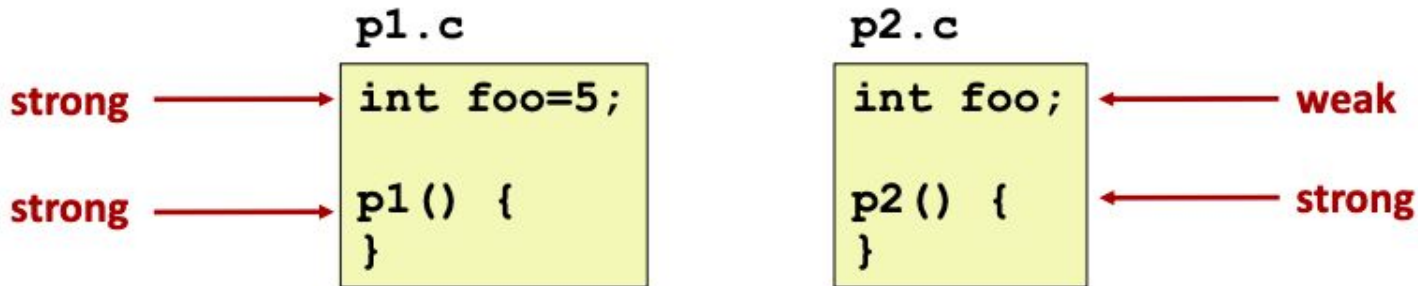 p1.c
p2.c
strong
int foo=5;
int foo;
weak
strong
p1() {
p2() {
strong
}
}